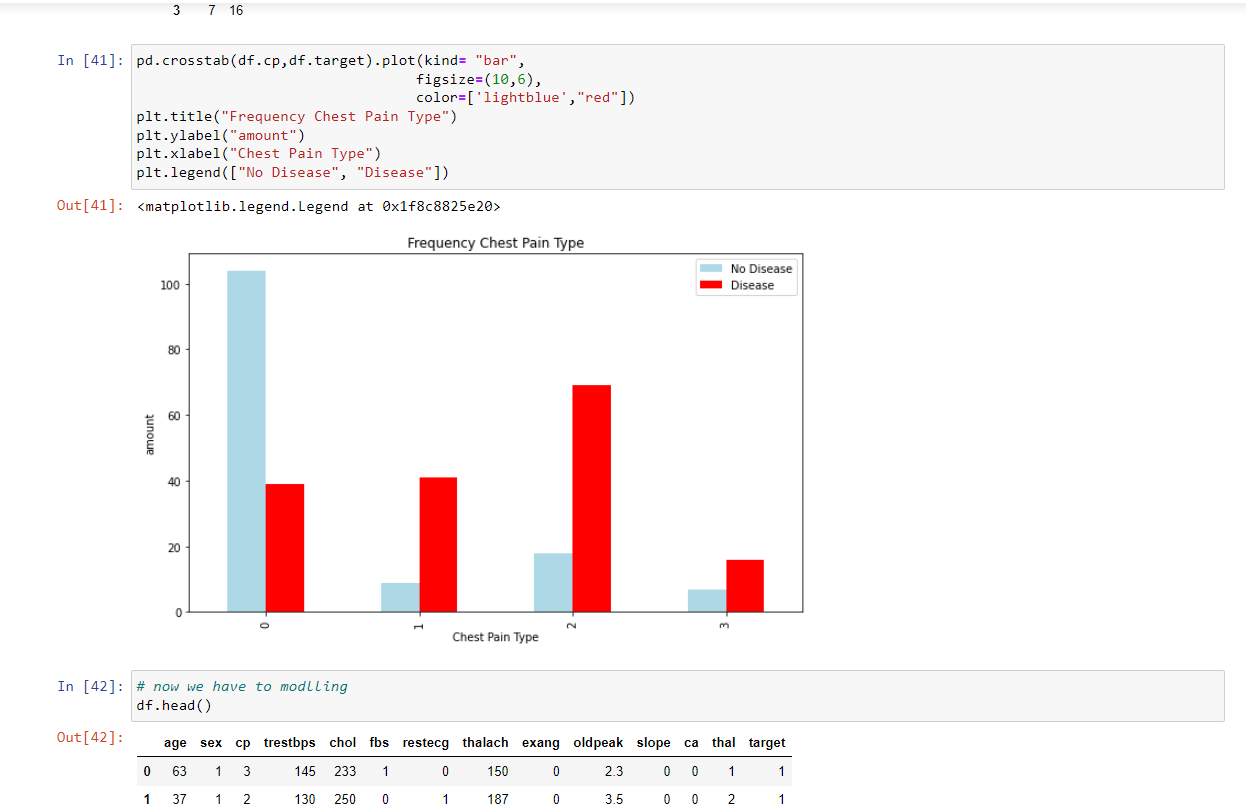 3 7 16
In [41]: pd.crosstab(df.cp,df.target).plot(kind= "bar",
figsize=(10,6),
color=['lightblue',"red"])
plt.title("Frequency Chest Pain Type")
plt.ylabel("amount")
plt.xlabel("Chest Pain Type")
plt.legend(["No Disease", "Disease"])
Out[41]: <matplotlib.legend.Legend at 0x1f8c8825e20>
Frequency Chest Pain Type
No Disease
Disease
100
80
60
40
20
0
amount
0 1 2 3
Chest Pain Type
In [42]: # now we have to modlling
df.head()
Out[42]:
age sex cp trestbps chol fbs restecg thalach exang oldpeak slope ca thal target
0 63 1 3 145 233 1 0 150 0 2.3 0 0 1 1
1 37 1 2 130 250 0 1 187 0 3.5 0 0 2 1